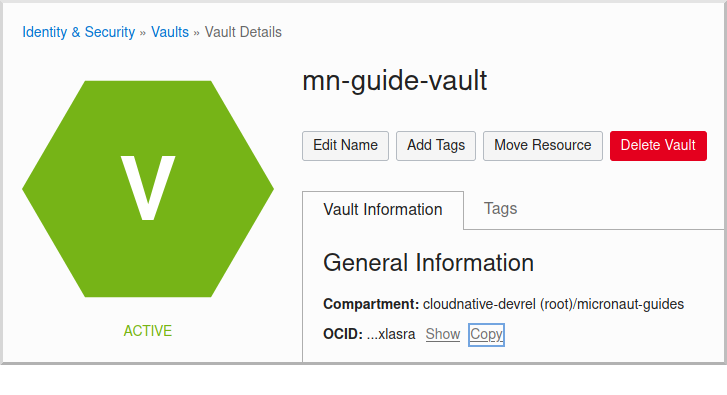 Identity & Security » Vaults » Vault Details
V
ACTIVE
mn-guide-vault
Edit Name Add Tags Move Resource Delete Vault
Vault Information Tags
General Information
Compartment: cloudnative-devrel (root)/micronaut-guides
OCID: ...xlasra Show Copy